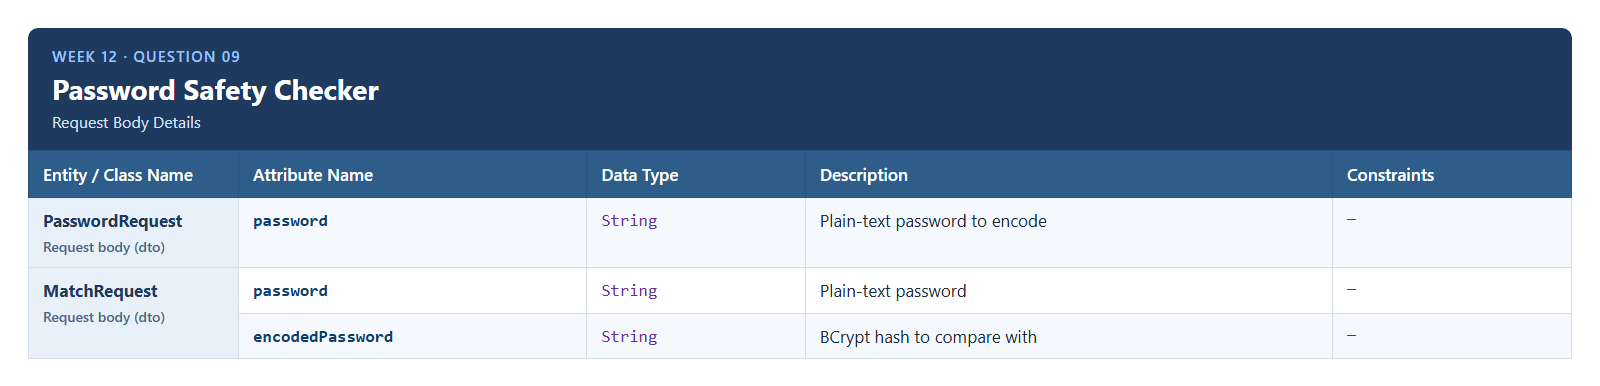 WEEK 12 · QUESTION 09
Password Safety Checker
Request Body Details
Entity / Class Name Attribute Name Data Type Description Constraints
PasswordRequest password String Plain-text password to encode —
Request body (dto)
MatchRequest password String Plain-text password —
Request body (dto)
encodedPassword String BCrypt hash to compare with —